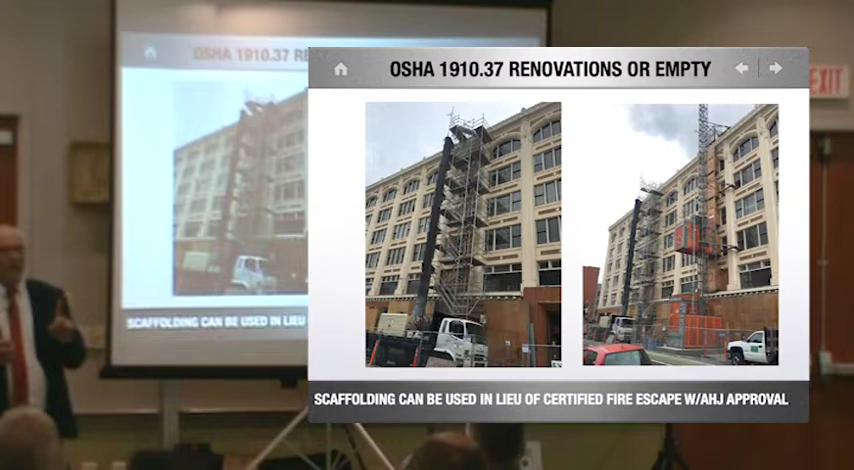 OSHA 1910.37 RE
OSHA 1910.37 RENOVATIONS OR EMPTY
EXIT
SCAFFOLDING CAN BE USED IN LIEU
SCAFFOLDING CAN BE USED IN LIEU OF CERTIFIED FIRE ESCAPE W/AHJ APPROVAL